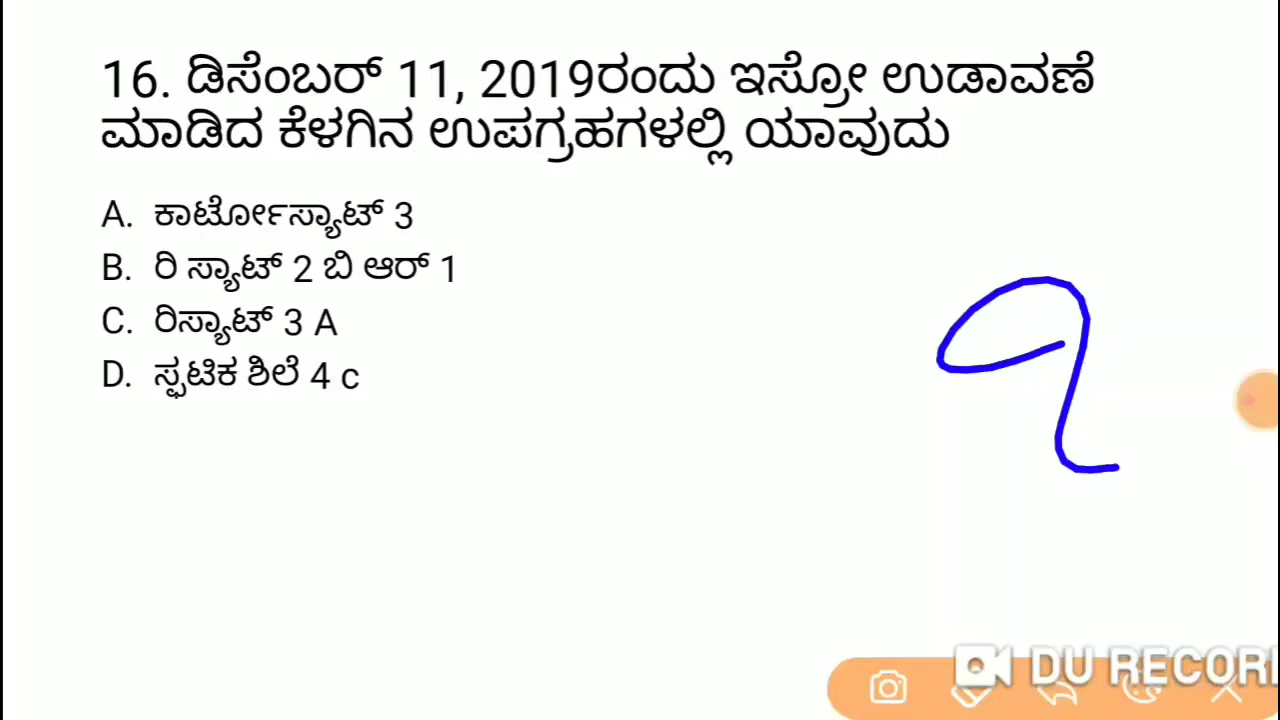 16. ಡಿಸೆಂಬರ್ 11, 2019ರಂದು ಇಸ್ರೋ ಉಡಾವಣೆ
ಮಾಡಿದ ಕೆಳಗಿನ ಉಪಗ್ರಹಗಳಲ್ಲಿ ಯಾವುದು
A. ಕಾರ್ಟೋಸ್ಯಾಟ್ 3
B. ರಿ ಸ್ಯಾಟ್ 2 ಬಿ ಆರ್ 1
C. ರಿಸ್ಯಾಟ್ 3 A
D. ಸ್ಫಟಿಕ ಶಿಲೆ 4 c
DU RECOR